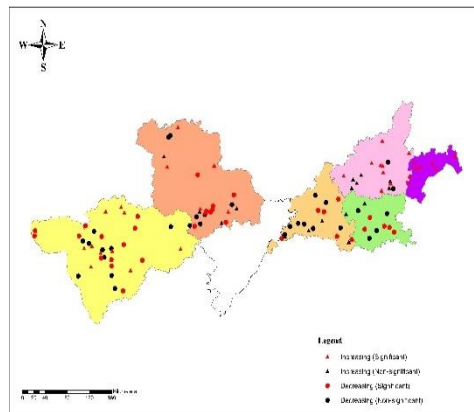 N
W E
S
Legend
Increasing (Significant)
Increasing (Non-significant)
Decreasing (Significant)
Decreasing (Non-significant)